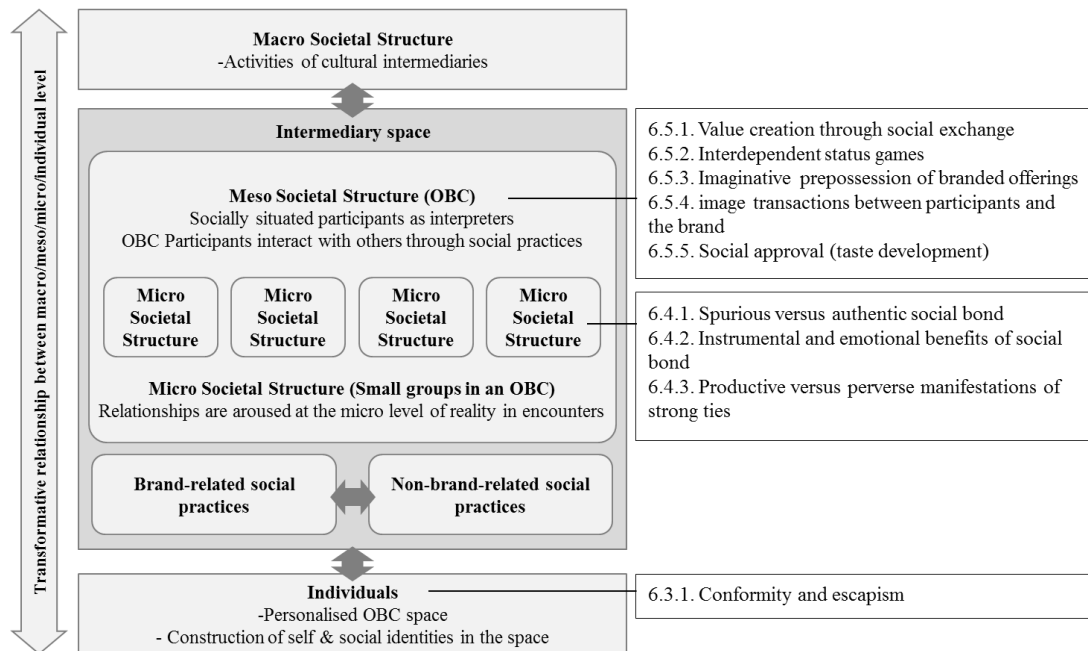 Transformative relationship between macro/meso/micro/individual level
Macro Societal Structure
-Activities of cultural intermediaries
Intermediary space
Meso Societal Structure (OBC)
Socially situated participants as interpreters
OBC Participants interact with others through social practices
Micro
Societal
Structure
Micro
Societal
Structure
Micro
Societal
Structure
Micro
Societal
Structure
Micro Societal Structure (Small groups in an OBC)
Relationships are aroused at the micro level of reality in encounters
Brand-related social
practices
Non-brand-related social
practices
Individuals
-Personalised OBC space
- Construction of self & social identities in the space
6.5.1. Value creation through social exchange
6.5.2. Interdependent status games
6.5.3. Imaginative prepossession of branded offerings
6.5.4. image transactions between participants and
the brand
6.5.5. Social approval (taste development)
6.4.1. Spurious versus authentic social bond
6.4.2. Instrumental and emotional benefits of social
bond
6.4.3. Productive versus perverse manifestations of
strong ties
6.3.1. Conformity and escapism